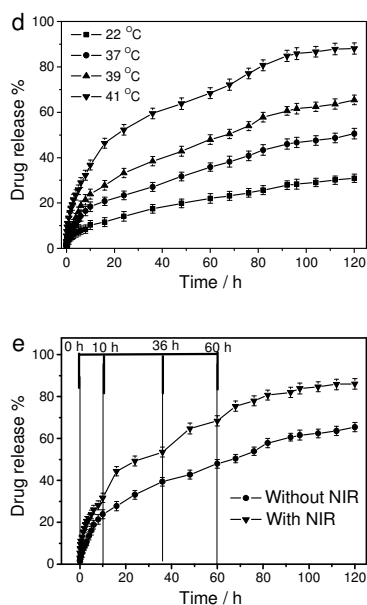 d
22 °C
37 °C
39 °C
41 °C
100
80
60
40
20
0
Drug release %
0 20 40 60 80 100 120
Time / h
e
0 h 10 h 36 h 60 h
100
80
60
40
20
0
Drug release %
Without NIR
With NIR
0 20 40 60 80 100 120
Time / h